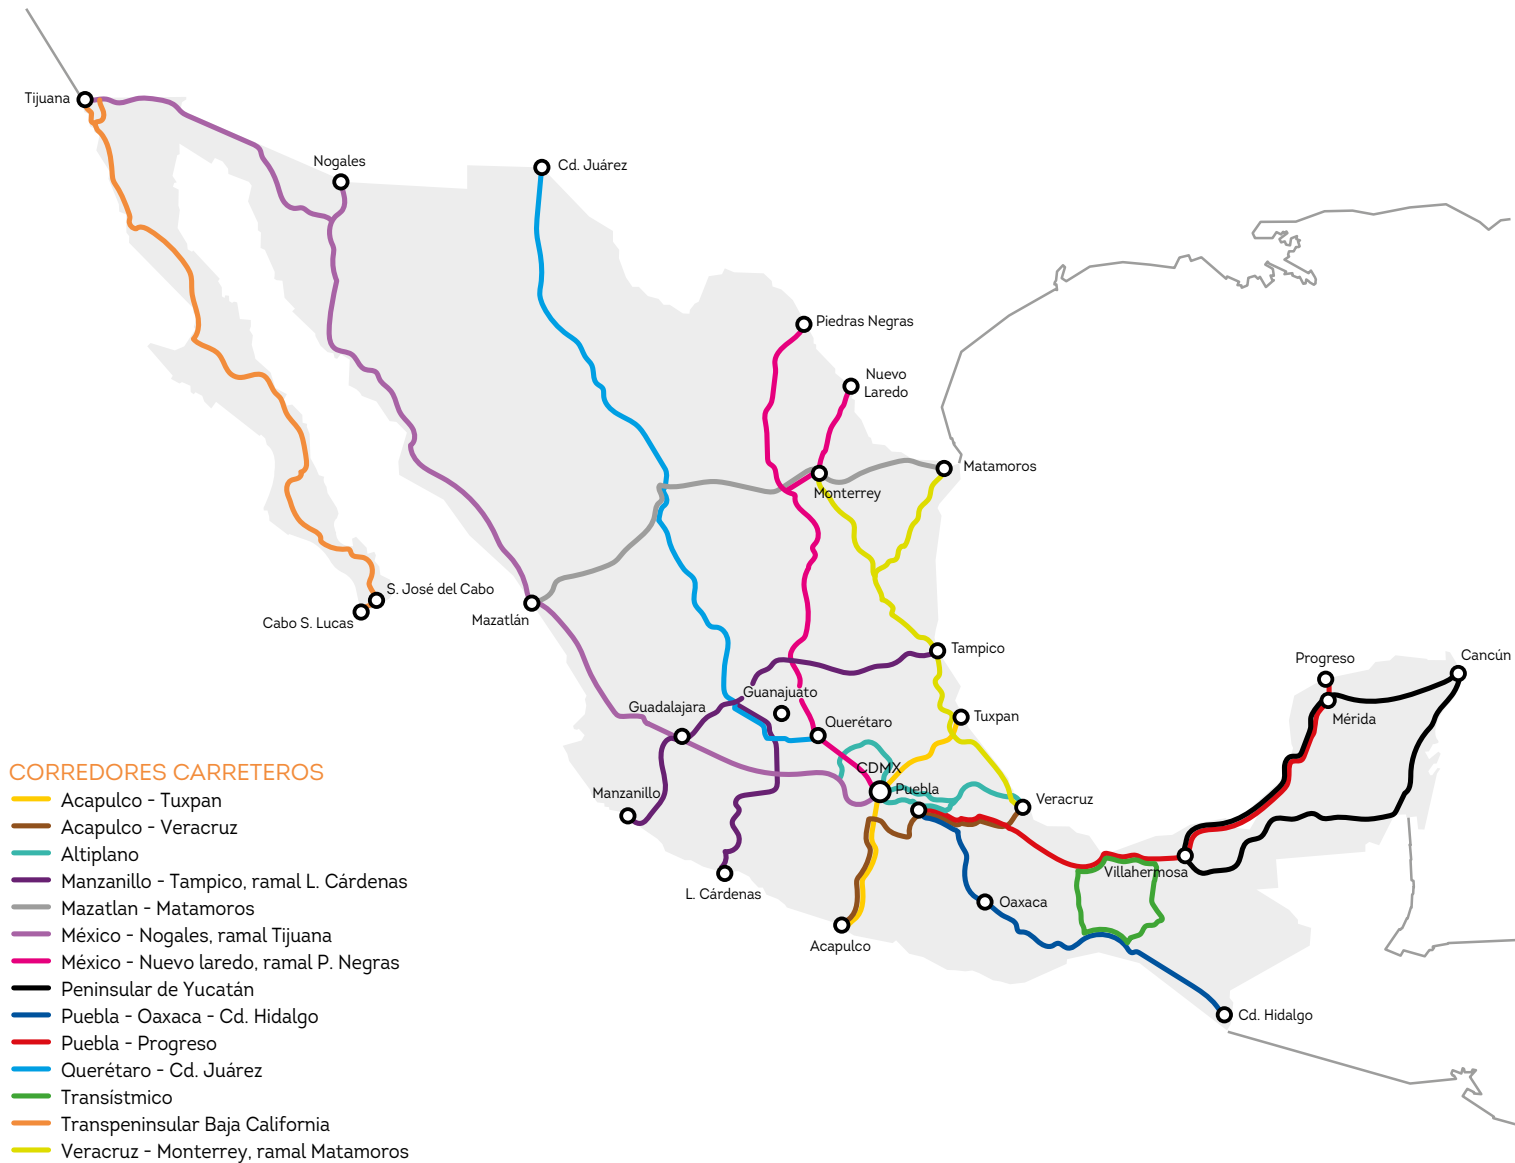 Tijuana
Nogales
Cd. Juárez
Piedras Negras
Nuevo
Laredo
Matamoros
Monterrey
S. José del Cabo
Cabo S. Lucas
Mazatlán
Tampico
Progreso
Cancún
Guanajuato
Guadalajara
Tuxpan
Querétaro
Mérida
CDMX
Puebla
Manzanillo
Veracruz
Villahermosa
L. Cárdenas
Oaxaca
Acapulco
Cd. Hidalgo
CORREDORES CARRETEROS
Acapulco - Tuxpan
Acapulco - Veracruz
Altiplano
Manzanillo - Tampico, ramal L. Cárdenas
Mazatlan - Matamoros
México - Nogales, ramal Tijuana
México - Nuevo laredo, ramal P. Negras
Peninsular de Yucatán
Puebla - Oaxaca - Cd. Hidalgo
Puebla - Progreso
Querétaro - Cd. Juárez
Transístmico
Transpeninsular Baja California
Veracruz - Monterrey, ramal Matamoros